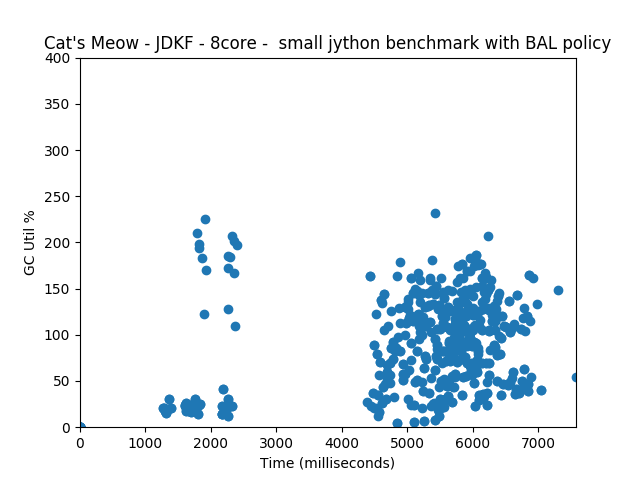 Cat's Meow - JDKF - 8core -  small jython benchmark with BAL policy
400
350
300
250
200
150
100
50
0
GC Util %
0 1000 2000 3000 4000 5000 6000 7000
Time (milliseconds)